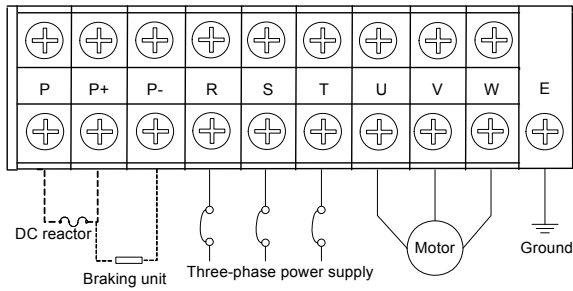 P P+ P- R S T U V W E
DC reactor
Motor
Ground
Braking unit
Three-phase power supply